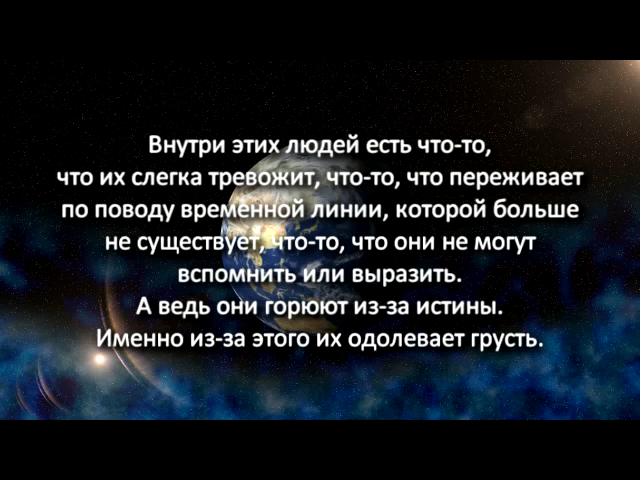 Внутри этих людей есть что-то,
что их слегка тревожит, что-то, что переживает
по поводу временной линии, которой больше
не существует, что-то, что они не могут
вспомнить или выразить.
А ведь они горюют из-за истины.
Именно из-за этого их одолевает грусть.